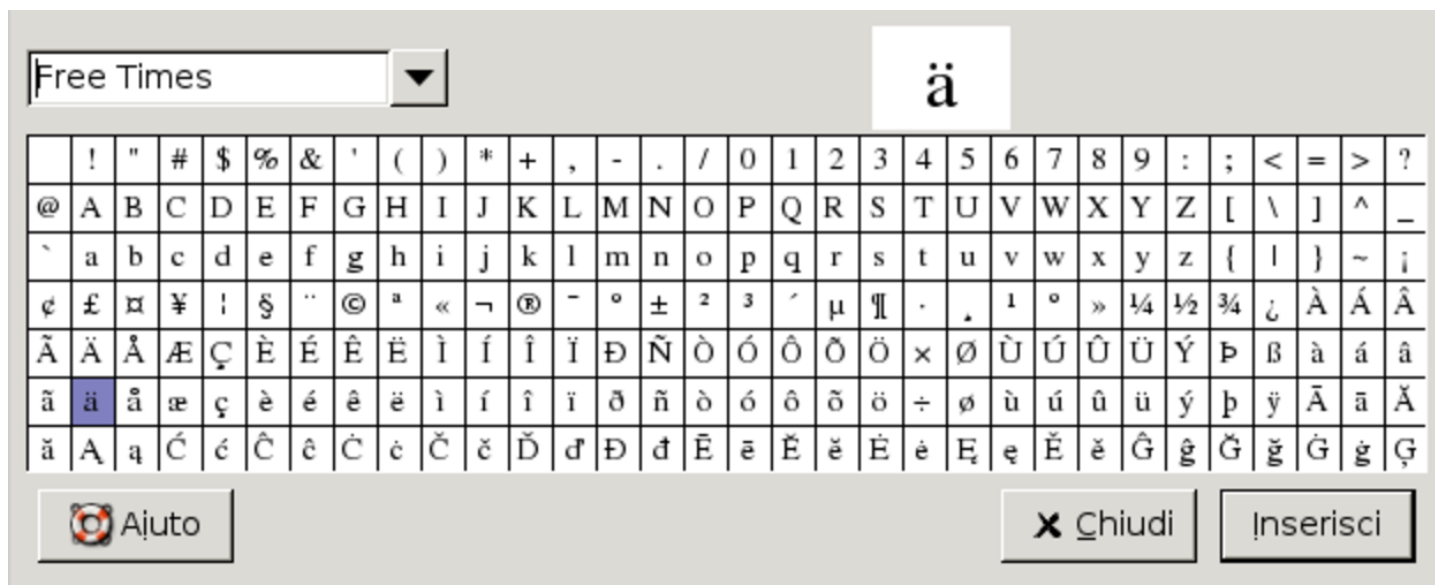 Free Times
ä
! " # $ % & ' ( ) * + , - . / 0 1 2 3 4 5 6 7 8 9 : ; < = > ?
@ A B C D E F G H I J K L M N O P Q R S T U V W X Y Z [ \ ] ^ _
` a b c d e f g h i j k l m n o p q r s t u v w x y z { | } ~ ¡
¢ £ ¤ ¥ ¦ § ¨ © ª « ¬ ® ¯ ° ± ² ³ ´ µ ¶ · ¸ ¹ º » ¼ ½ ¾ ¿ À Á Â
Ã Ä Å Æ Ç È É Ê Ë Ì Í Î Ï Ð Ñ Ò Ó Ô Õ Ö × Ø Ù Ú Û Ü Ý Þ ß à á â
ã ä å æ ç è é ê ë ì í î ï ð ñ ò ó ô õ ö ÷ ø ù ú û ü ý þ ÿ Ā ā Ă
ă Ą ą Ć ć Ĉ ĉ Ċ ċ Č č Ď ď Đ đ Ē ē Ĕ ĕ Ė ė Ę ę Ě ě Ĝ ĝ Ğ ğ Ġ ġ Ģ
Aiuto Chiudi Inserisci